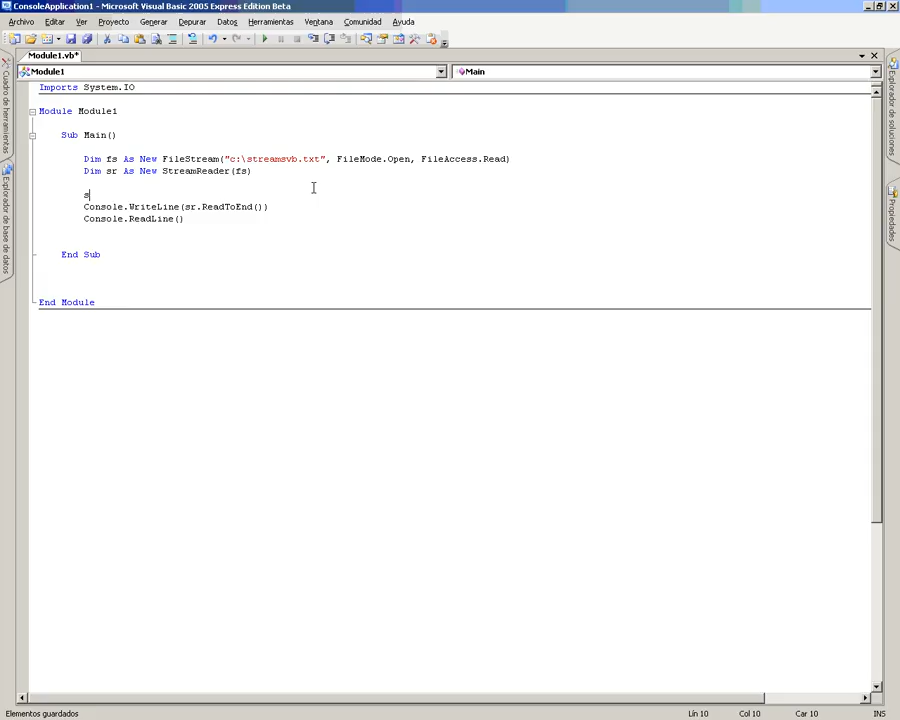 ConsoleApplication1 - Microsoft Visual Basic 2005 Express Edition Beta
Archivo Editar Ver Proyecto Generar Depurar Datos Herramientas Ventana Comunidad Ayuda
Module1.vb*
Module1 Main
Imports System.IO
Module Module1
Sub Main()
Dim fs As New FileStream("c:\streamsvb.txt", FileMode.Open, FileAccess.Read)
Dim sr As New StreamReader(fs)
s
Console.WriteLine(sr.ReadToEnd())
Console.ReadLine()
End Sub
End Module
Cuadro de herramientas
Explorador de base de datos
Explorador de soluciones
Propiedades
Elementos guardados Lín 10 Col 10 Car 10 INS